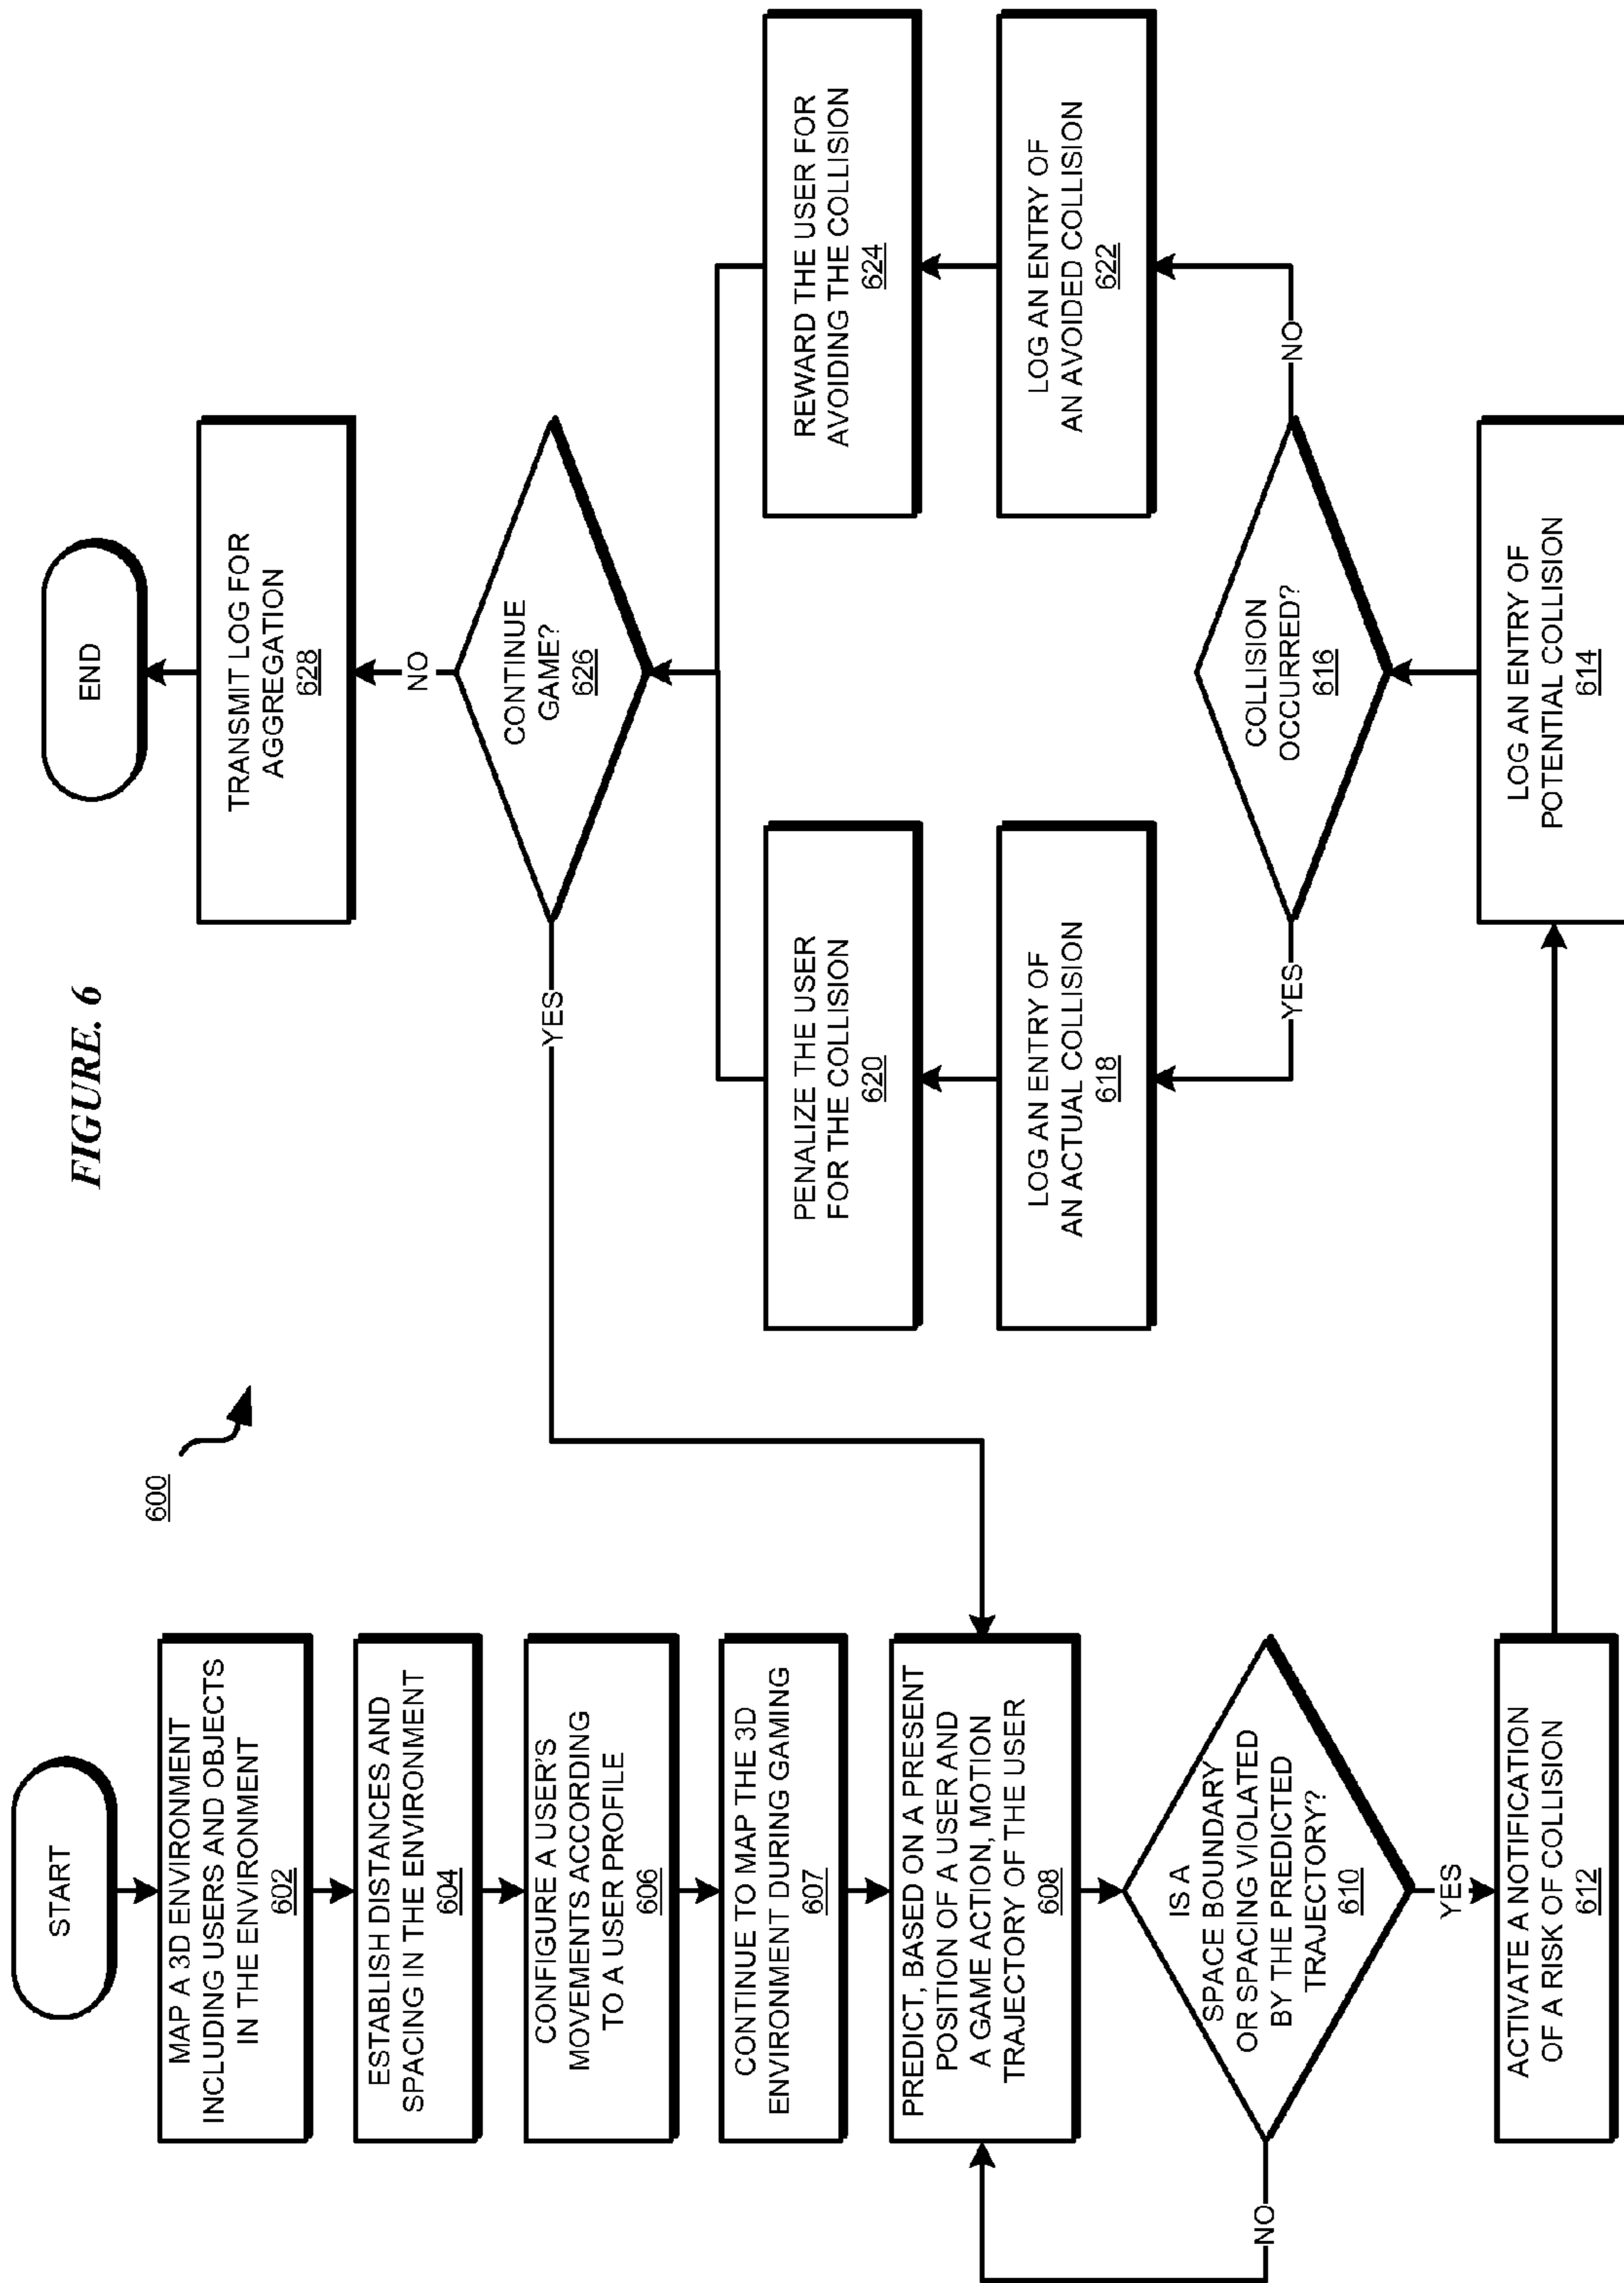 FIGURE. 6
600
START
MAP A 3D ENVIRONMENT
INCLUDING USERS AND OBJECTS
IN THE ENVIRONMENT
602
ESTABLISH DISTANCES AND
SPACING IN THE ENVIRONMENT
604
CONFIGURE A USER'S
MOVEMENTS ACCORDING
TO A USER PROFILE
606
CONTINUE TO MAP THE 3D
ENVIRONMENT DURING GAMING
607
PREDICT, BASED ON A PRESENT
POSITION OF A USER AND
A GAME ACTION, MOTION
TRAJECTORY OF THE USER
608
IS A
SPACE BOUNDARY
OR SPACING VIOLATED
BY THE PREDICTED
TRAJECTORY?
610
NO
YES
ACTIVATE A NOTIFICATION
OF A RISK OF COLLISION
612
LOG AN ENTRY OF
POTENTIAL COLLISION
614
COLLISION
OCCURRED?
616
YES
NO
LOG AN ENTRY OF
AN ACTUAL COLLISION
618
PENALIZE THE USER
FOR THE COLLISION
620
LOG AN ENTRY OF
AN AVOIDED COLLISION
622
REWARD THE USER FOR
AVOIDING THE COLLISION
624
CONTINUE
GAME?
626
YES
NO
TRANSMIT LOG FOR
AGGREGATION
628
END